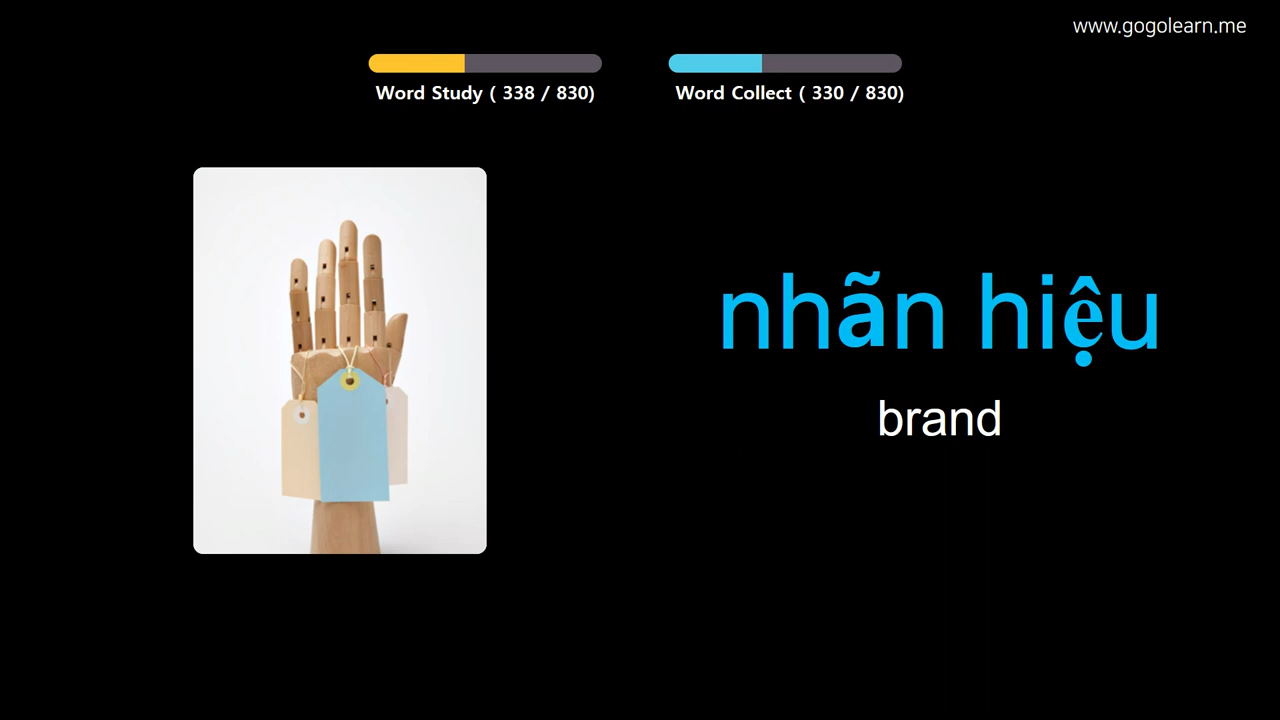 www.gogolearn.me
Word Study ( 338 / 830)
Word Collect ( 330 / 830)
nhãn hiệu
brand